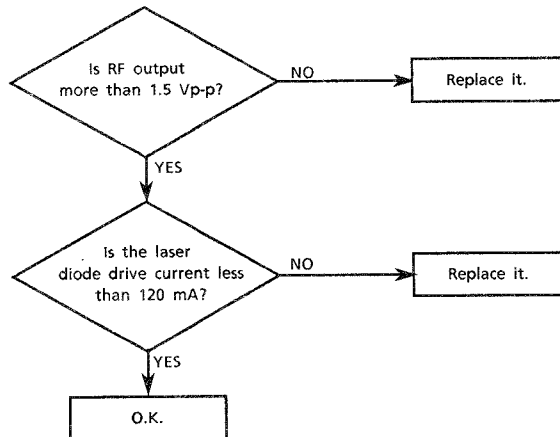 Is RF output
more than 1.5 Vp-p?
NO
Replace it.
YES
Is the laser
diode drive current less
than 120 mA?
NO
Replace it.
YES
O.K.